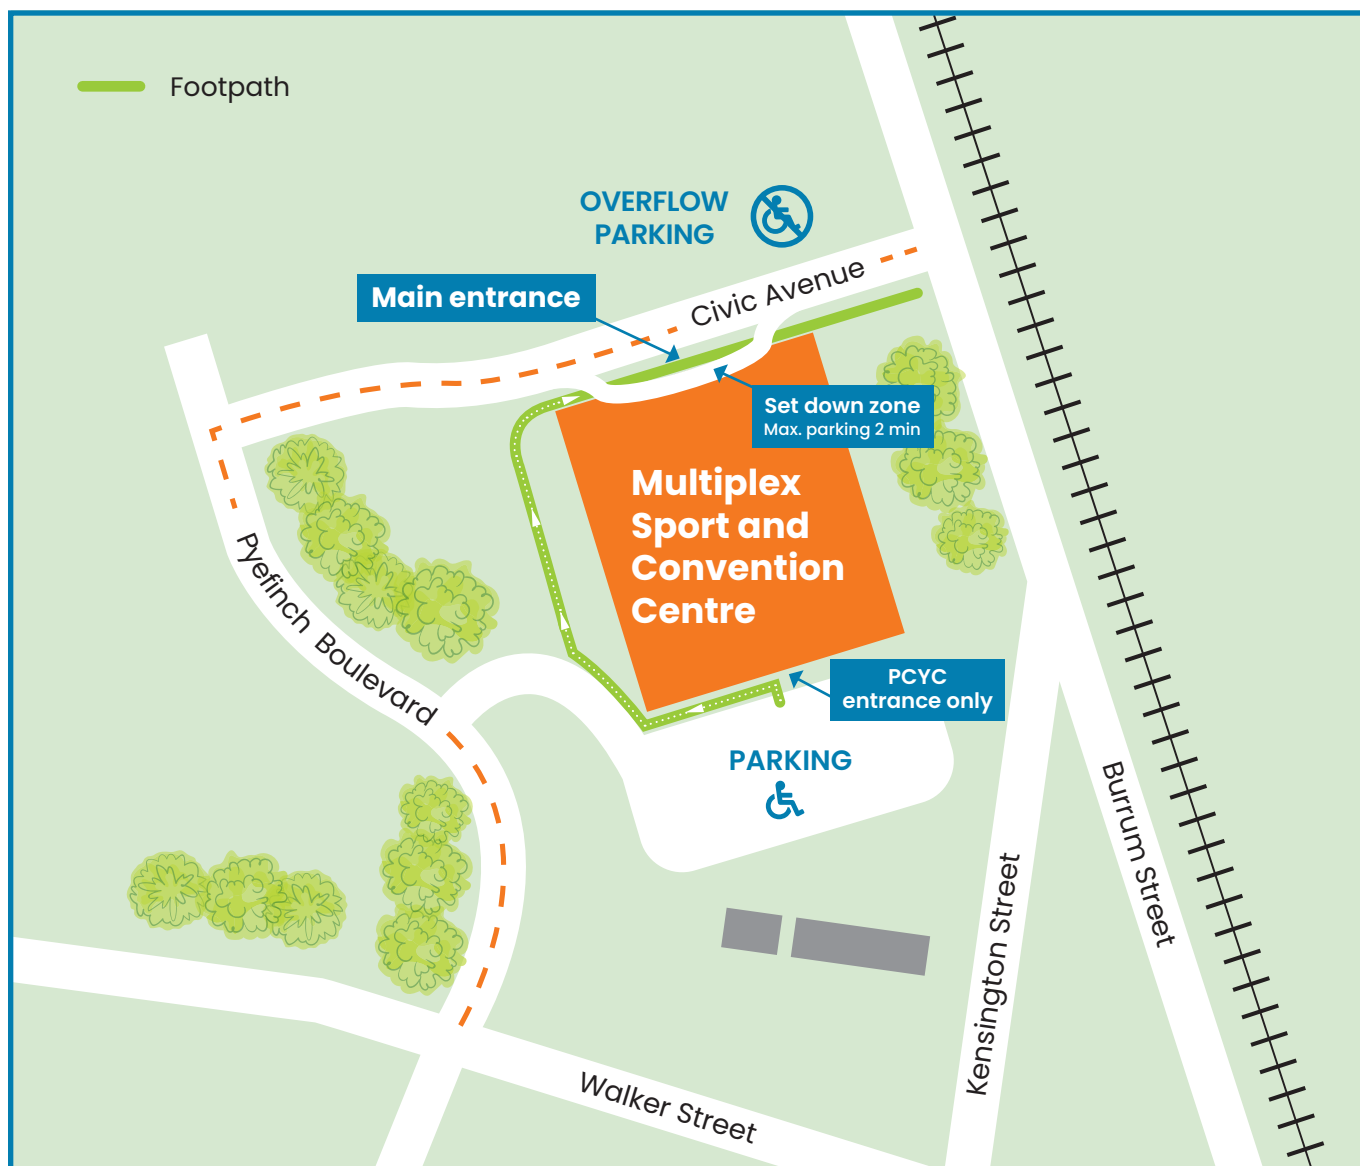 Footpath
OVERFLOW
PARKING
Main entrance
Civic Avenue
Set down zone
Max. parking 2 min
Multiplex
Sport and
Convention
Centre
Pyefinch Boulevard
PCYC
entrance only
PARKING
Burrum Street
Kensington Street
Walker Street